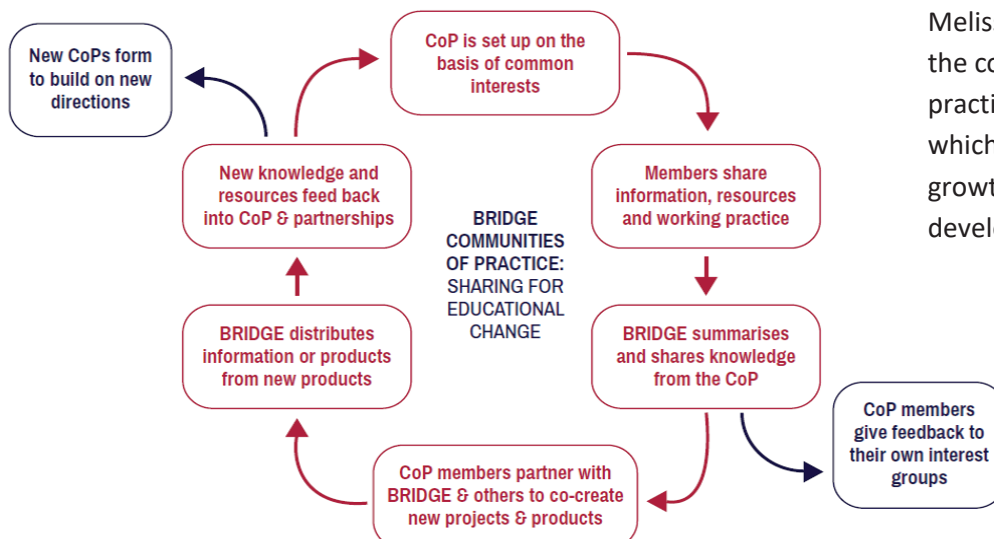 New CoPs form
to build on new
directions
CoP is set up on the
basis of common
interests
New knowledge and
resources feed back
into CoP & partnerships
Members share
information, resources
and working practice
BRIDGE
COMMUNITIES
OF PRACTICE:
SHARING FOR
EDUCATIONAL
CHANGE
BRIDGE distributes
information or products
from new products
BRIDGE summarises
and shares knowledge
from the CoP
CoP members partner with
BRIDGE & others to co-create
new projects & products
CoP members
give feedback to
their own interest
groups
the
which